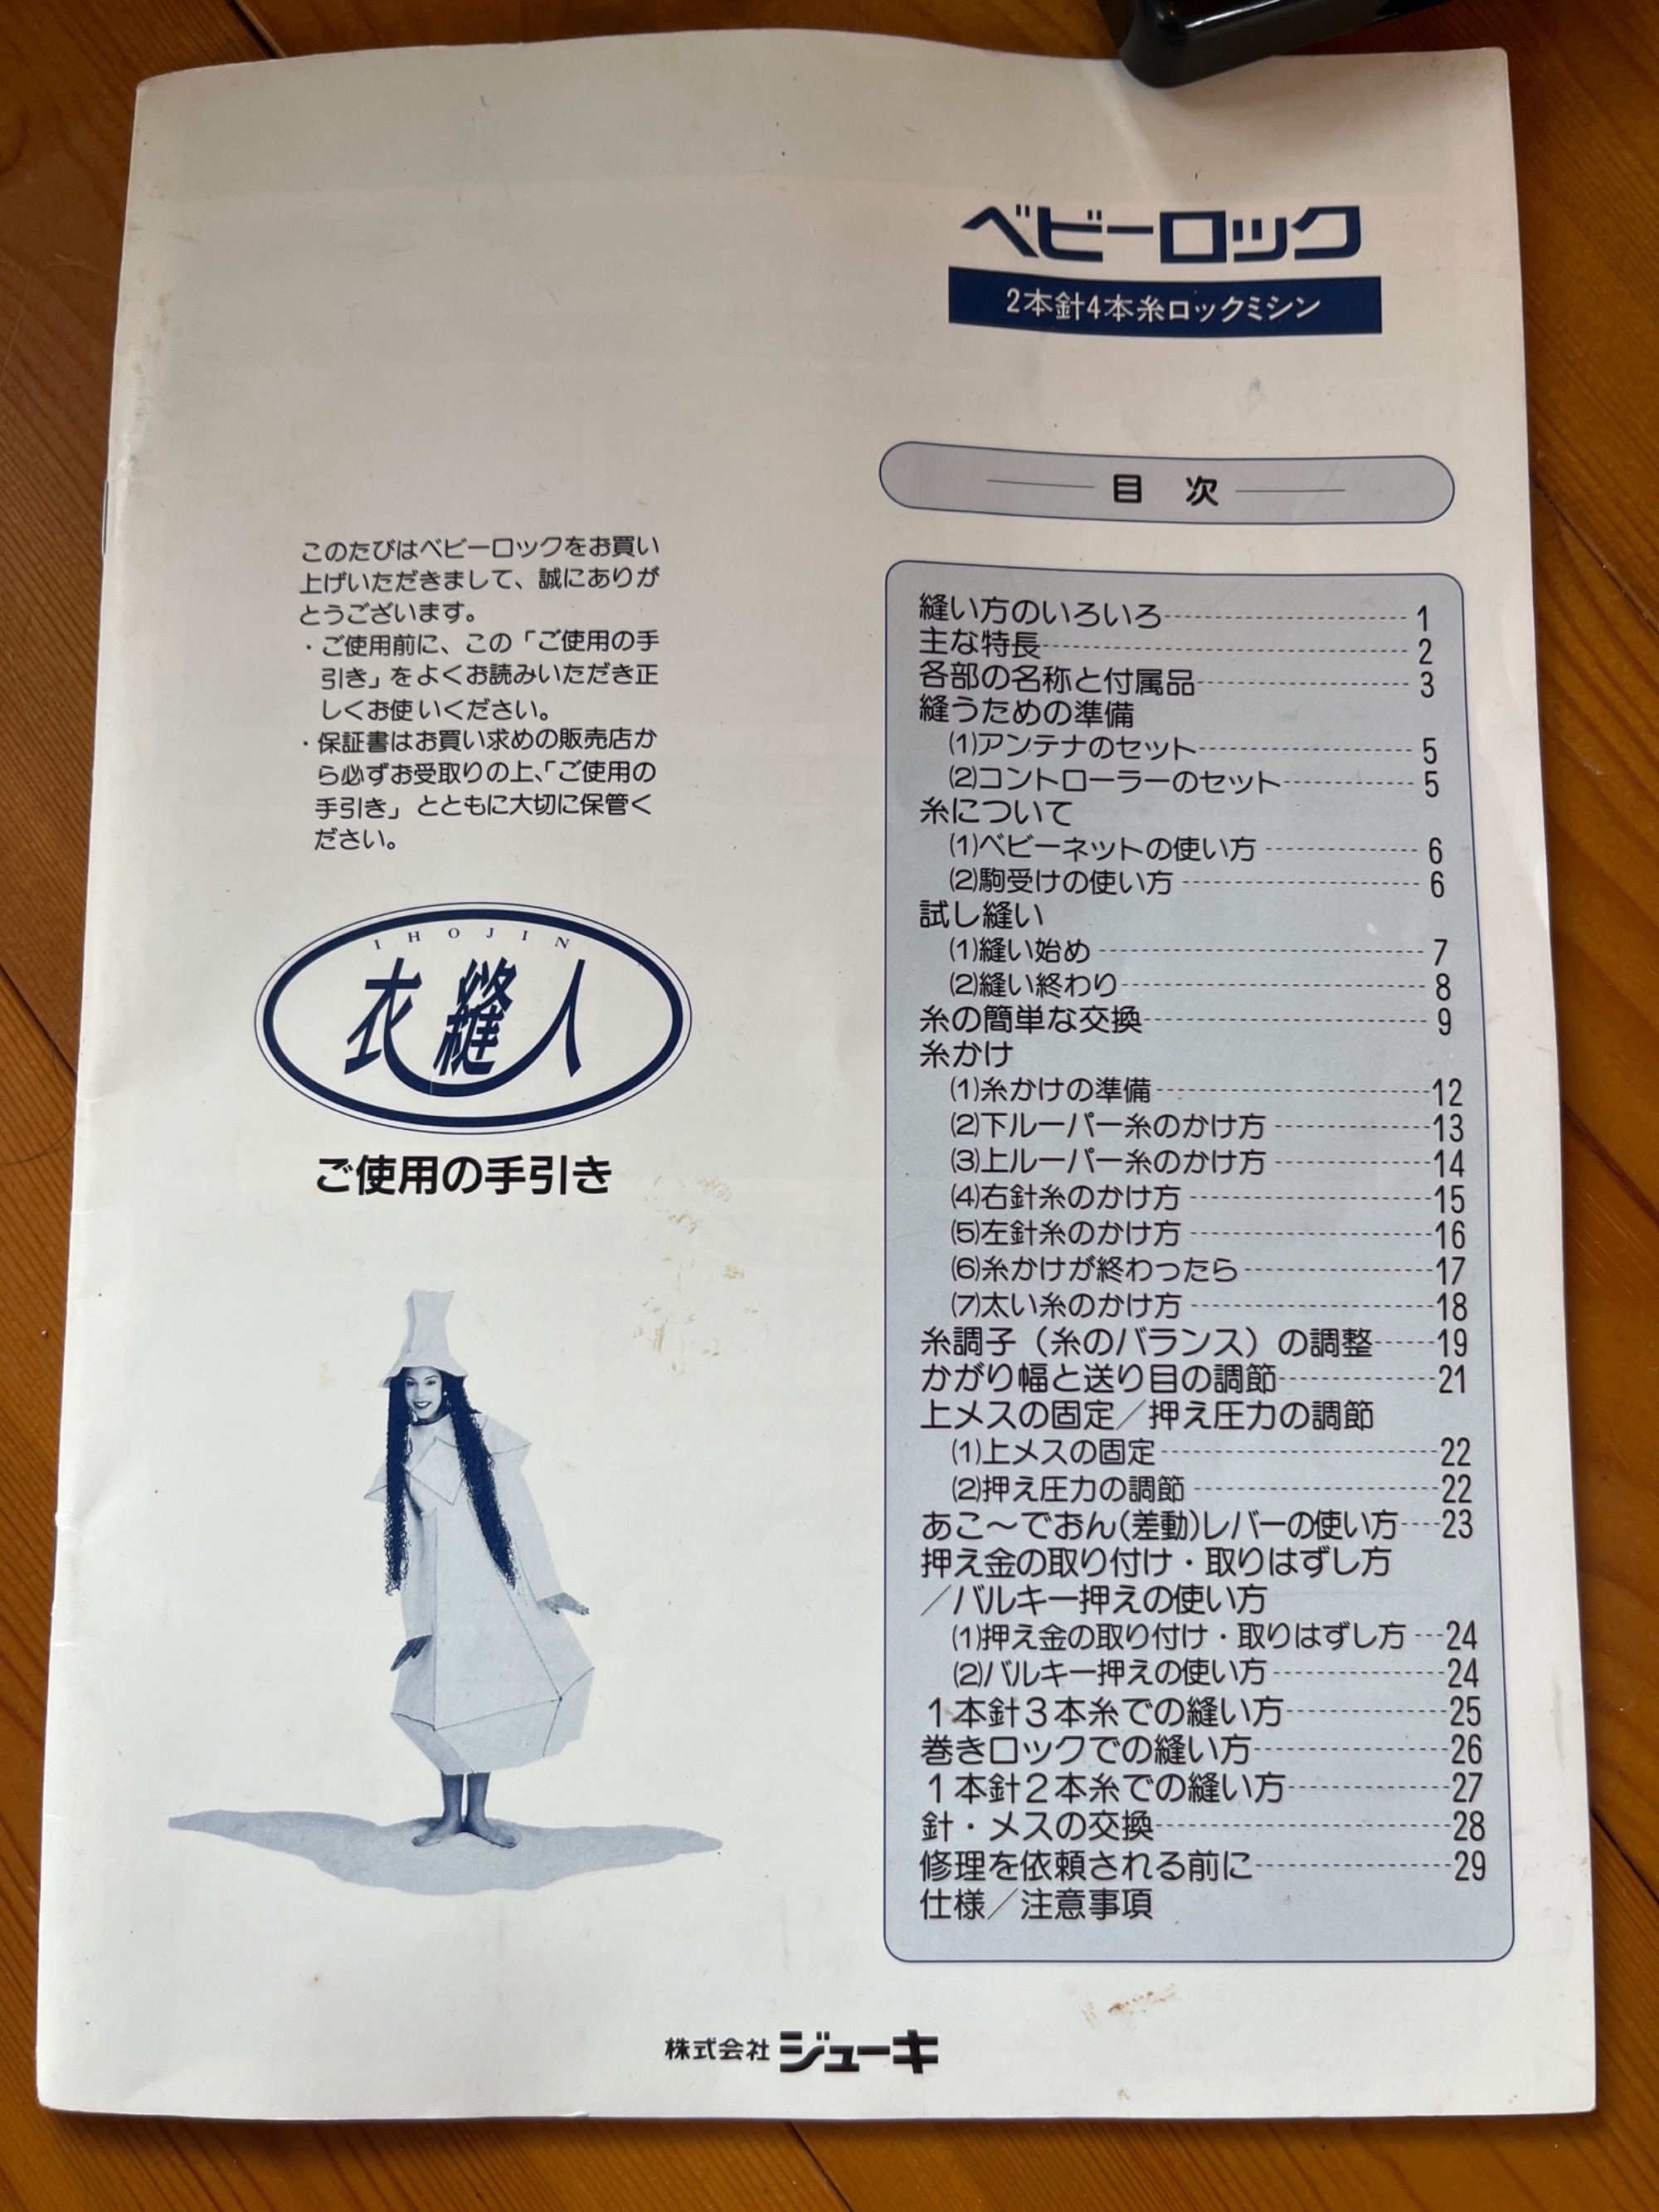 ベビーロック
2本針4本糸ロックミシン
このたびはベビーロックをお買い
上げいただきまして、誠にありが
とうございます。
・ご使用前に、この「ご使用の手
引き」をよくお読みいただき正
しくお使いください。
・保証書はお買い求めの販売店か
ら必ずお受取りの上、「ご使用の
手引き」とともに大切に保管く
ださい。
IHOJIN
衣縫人
ご使用の手引き
目 次
縫い方のいろいろ 1
主な特長 2
各部の名称と付属品 3
縫うための準備
(1)アンテナのセット 5
(2)コントローラーのセット 5
糸について
(1)ベビーネットの使い方 6
(2)駒受けの使い方 6
試し縫い
(1)縫い始め 7
(2)縫い終わり 8
糸の簡単な交換 9
糸かけ
(1)糸かけの準備 12
(2)下ルーパー糸のかけ方 13
(3)上ルーパー糸のかけ方 14
(4)右針糸のかけ方 15
(5)左針糸のかけ方 16
(6)糸かけが終わったら 17
(7)太い糸のかけ方 18
糸調子（糸のバランス）の調整 19
かがり幅と送り目の調節 21
上メスの固定／押え圧力の調節
(1)上メスの固定 22
(2)押え圧力の調節 22
あこ～でおん(差動)レバーの使い方 23
押え金の取り付け・取りはずし方
／バルキー押えの使い方
(1)押え金の取り付け・取りはずし方 24
(2)バルキー押えの使い方 24
1本針3本糸での縫い方 25
巻きロックでの縫い方 26
1本針2本糸での縫い方 27
針・メスの交換 28
修理を依頼される前に 29
仕様／注意事項
株式会社 ジューキ